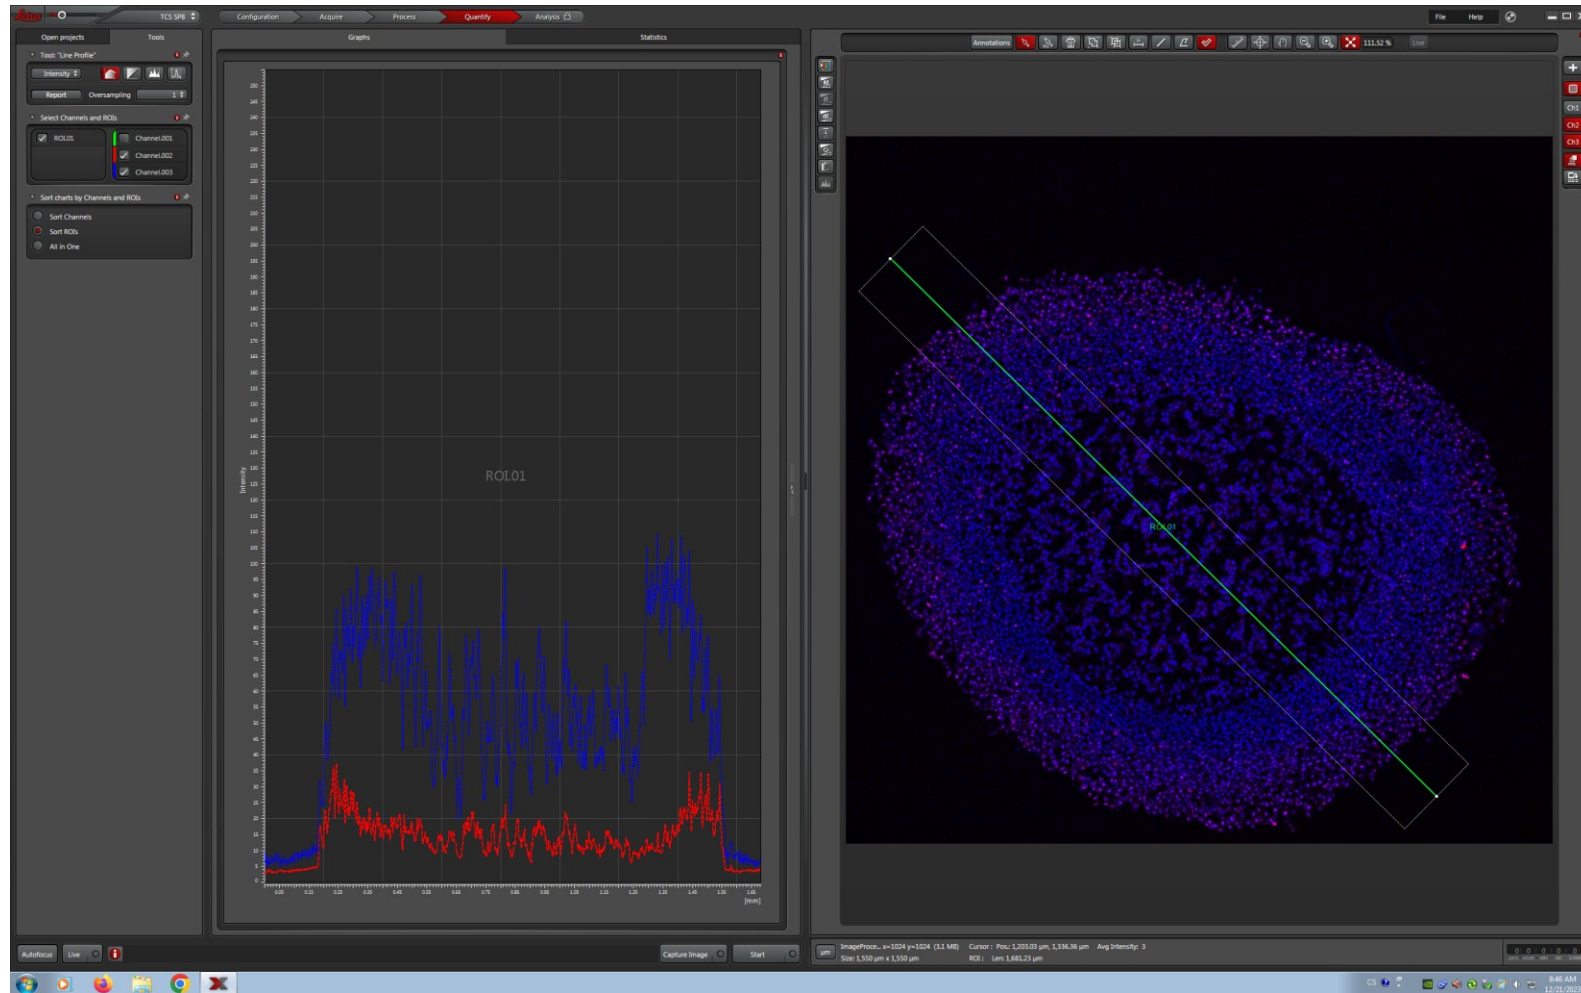 Leica
TCS SP8
Configuration
Acquire
Process
Quantify
Analysis
File
Help
Open projects
Tools
Graphs
Statistics
Tool: "Line Profile"
Intensity
Report
Oversampling
1
Select Channels and ROIs
ROI.01
Channel.001
Channel.002
Channel.003
Sort charts by Channels and ROIs
Sort Channels
Sort ROIs
All in One
Annotations
111.52 %
Live
Ch1
Ch2
Ch3
Intensity
ROI.01
[mm]
ROI.01
Autofocus
Live
Capture Image
Start
µm
ImageProce... x=1024 y=1024 (3.1 MB)
Cursor: Pos.: 1,203.03 µm, 1,336.36 µm
Avg Intensity: 3
Size: 1,550 µm x 1,550 µm
ROI: Len: 1,681.23 µm
CS
8:46 AM